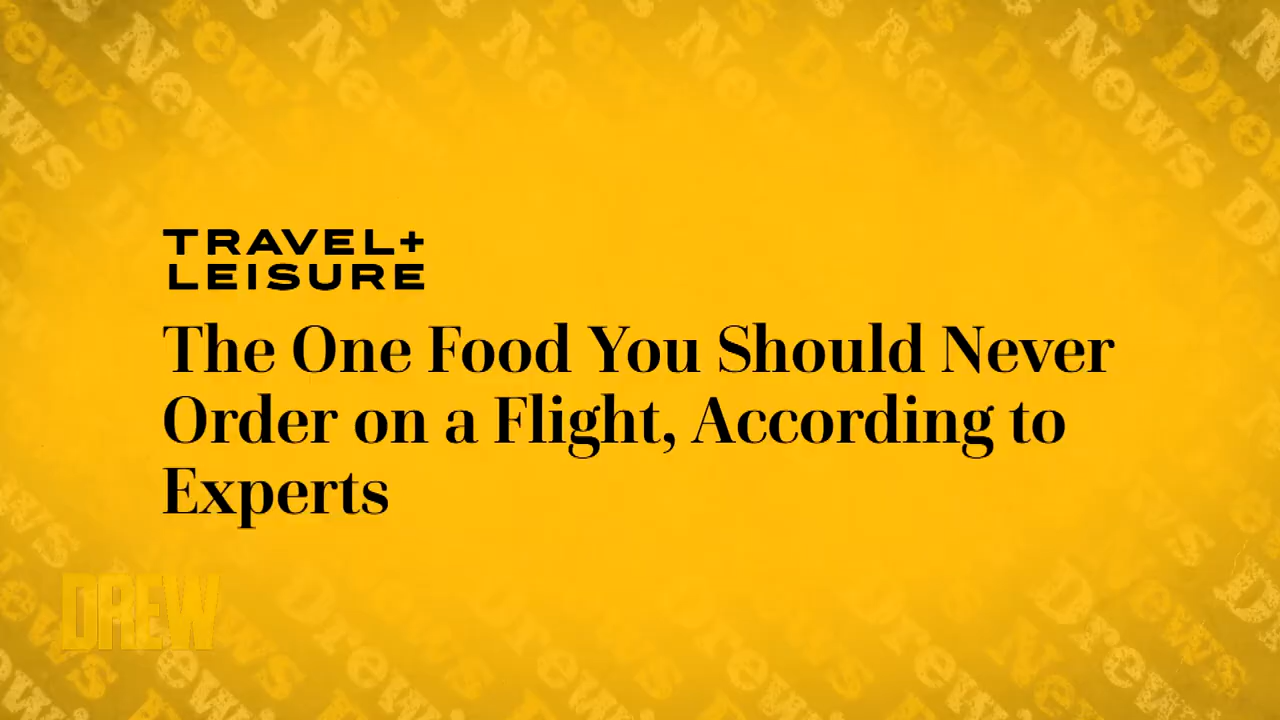 TRAVEL+
LEISURE
The One Food You Should Never
Order on a Flight, According to
Experts
DREW